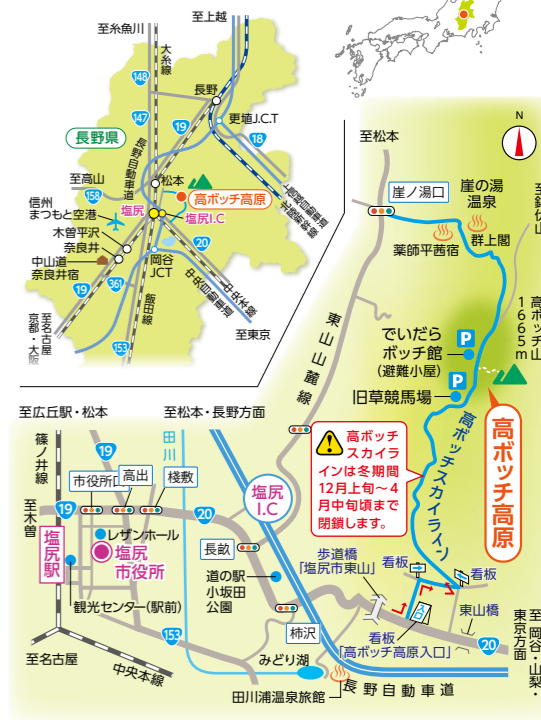 至糸魚川
至上越
大糸線
148
長野
147
19
更埴J.C.T
長野県
18
長野自動車道
至高山
158
松本
高ボッチ高原
上信越自動車道
北陸新幹線
信州
まつもと空港
塩尻
塩尻I.C
木曽平沢
奈良井
20
中山道
奈良井宿
岡谷
JCT
19
361
飯田線
中央本線
中央自動車道
至名古屋
京都・大阪
153
至東京
N
至松本
崖ノ湯口
崖の湯
温泉
薬師平茜宿
群上閣
至鉢伏山
高ボッチ山
1665m
東山山麓線
でいだら
ボッチ館
(避難小屋)
P
旧草競馬場
P
高ボッチ高原
高ボッチスカイライン
高ボッチ
スカイラ
インは冬期間
12月上旬〜4
月中旬頃まで
閉鎖します。
至広丘駅・松本
至松本・長野方面
篠ノ井線
19
田川
市役所口
高出
桟敷
塩尻
I.C
至木曽
19
20
レザンホール
塩尻
市役所
塩尻駅
長畝
観光センター(駅前)
道の駅
小坂田
公園
歩道橋
「塩尻市東山」
看板
看板
入口
東山橋
153
柿沢
看板
「高ボッチ高原入口」
20
至岡谷・山梨・
東京方面
至名古屋
中央本線
みどり湖
田川浦温泉旅館
長野自動車道